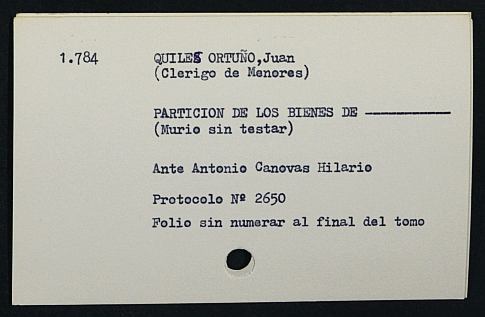 1.784 QUILES ORTUÑO,Juan
(Clerigo de Menores)
PARTICION DE LOS BIENES DE ————
(Murio sin testar)
Ante Antonio Canovas Hilario
Protocolo Nº 2650
Folio sin numerar al final del tomo